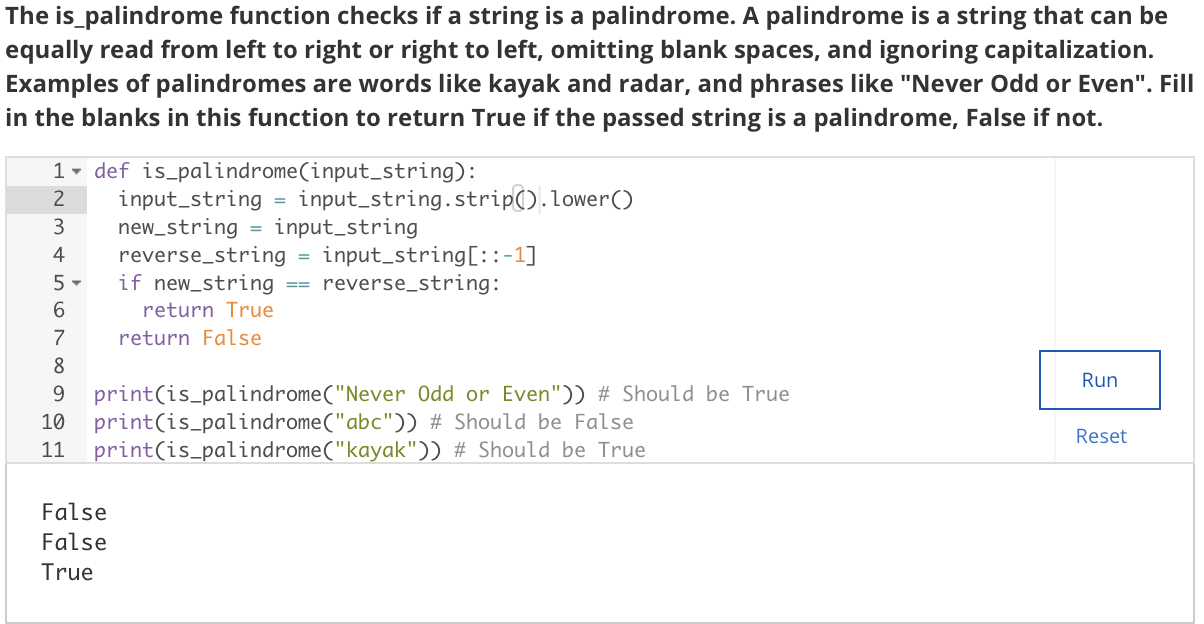 The is_palindrome function checks if a string is a palindrome. A palindrome is a string that can be
equally read from left to right or right to left, omitting blank spaces, and ignoring capitalization.
Examples of palindromes are words like kayak and radar, and phrases like "Never Odd or Even". Fill
in the blanks in this function to return True if the passed string is a palindrome, False if not.
1 def is_palindrome(input_string):
2   input_string = input_string.strip().lower()
3   new_string = input_string
4   reverse_string = input_string[::-1]
5   if new_string == reverse_string:
6     return True
7   return False
8
9 print(is_palindrome("Never Odd or Even")) # Should be True
10 print(is_palindrome("abc")) # Should be False
11 print(is_palindrome("kayak")) # Should be True
Run
Reset
False
False
True